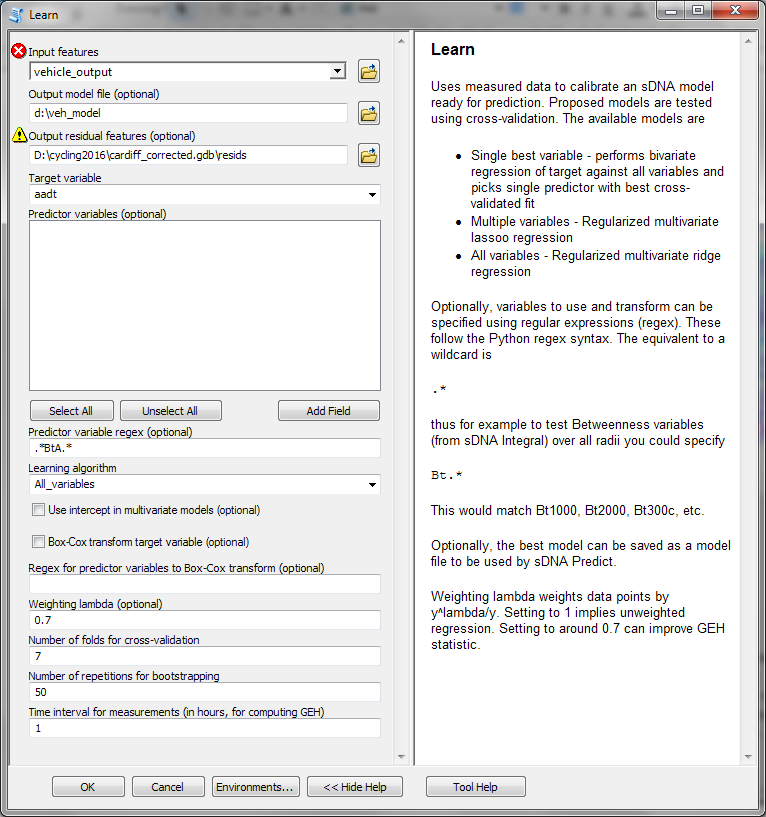 Learn
Input features
vehicle_output
Output model file (optional)
d:\veh_model
Output residual features (optional)
D:\cycling2016\cardiff_corrected.gdb\resids
Target variable
aadt
Predictor variables (optional)
Select All
Unselect All
Add Field
Predictor variable regex (optional)
.*BtA.*
Learning algorithm
All_variables
Use intercept in multivariate models (optional)
Box-Cox transform target variable (optional)
Regex for predictor variables to Box-Cox transform (optional)
Weighting lambda (optional)
0.7
Number of folds for cross-validation
7
Number of repetitions for bootstrapping
50
Time interval for measurements (in hours, for computing GEH)
1
OK
Cancel
Environments...
<< Hide Help
Tool Help
Learn
Uses measured data to calibrate an sDNA model
ready for prediction. Proposed models are tested
using cross-validation. The available models are
• Single best variable - performs bivariate
regression of target against all variables and
picks single predictor with best cross-
validated fit
• Multiple variables - Regularized multivariate
lassoo regression
• All variables - Regularized multivariate ridge
regression
Optionally, variables to use and transform can be
specified using regular expressions (regex). These
follow the Python regex syntax. The equivalent to a
wildcard is
.*
thus for example to test Betweenness variables
(from sDNA Integral) over all radii you could specify
Bt.*
This would match Bt1000, Bt2000, Bt300c, etc.
Optionally, the best model can be saved as a model
file to be used by sDNA Predict.
Weighting lambda weights data points by
y^lambda/y. Setting to 1 implies unweighted
regression. Setting to around 0.7 can improve GEH
statistic.